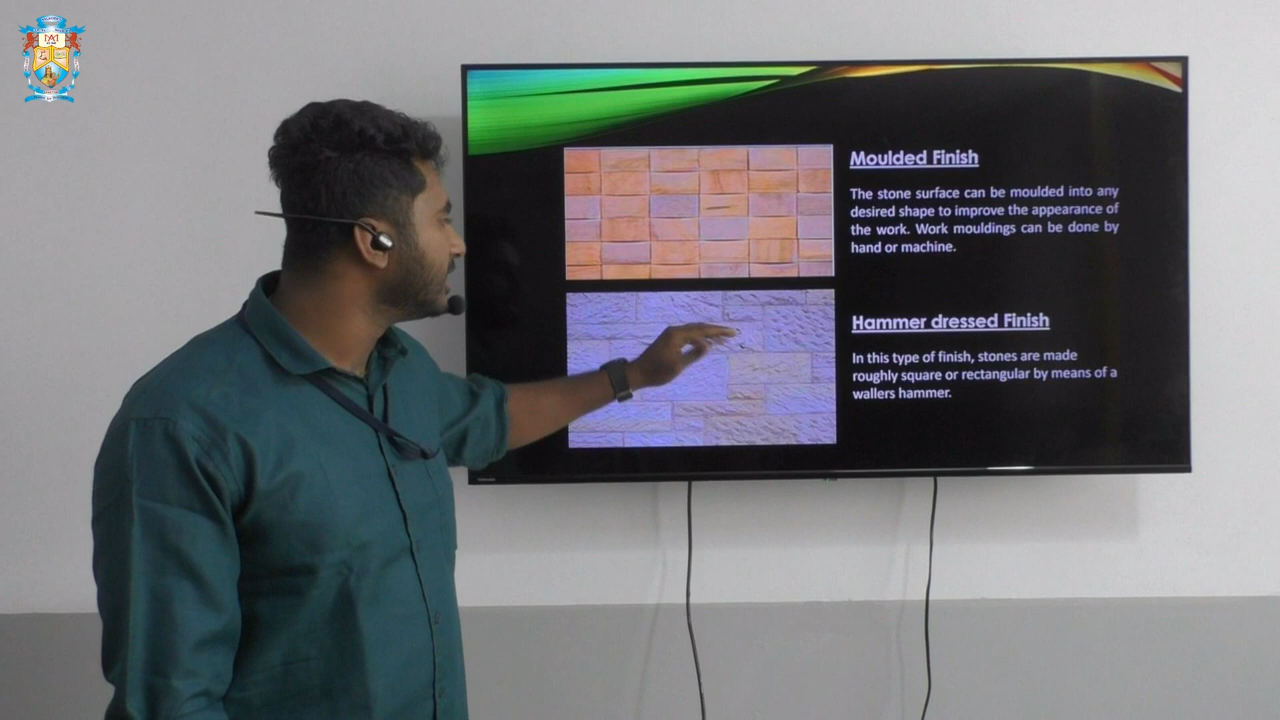 Moulded Finish
The stone surface can be moulded into any
desired shape to improve the appearance of
the work. Work mouldings can be done by
hand or machine.
Hammer dressed Finish
In this type of finish, stones are made
roughly square or rectangular by means of a
wallers hammer.